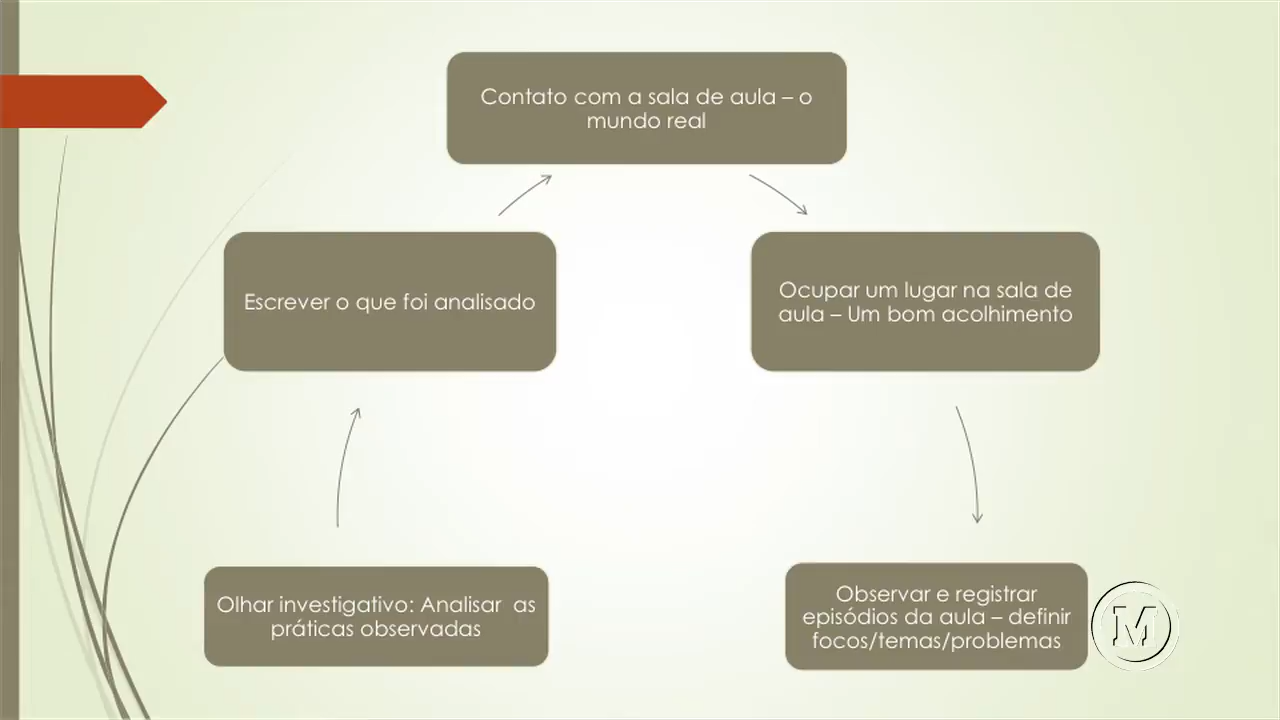 Contato com a sala de aula – o
mundo real
Escrever o que foi analisado
Ocupar um lugar na sala de
aula – Um bom acolhimento
Olhar investigativo: Analisar as
práticas observadas
Observar e registrar
episódios da aula – definir
focos/temas/problemas
M